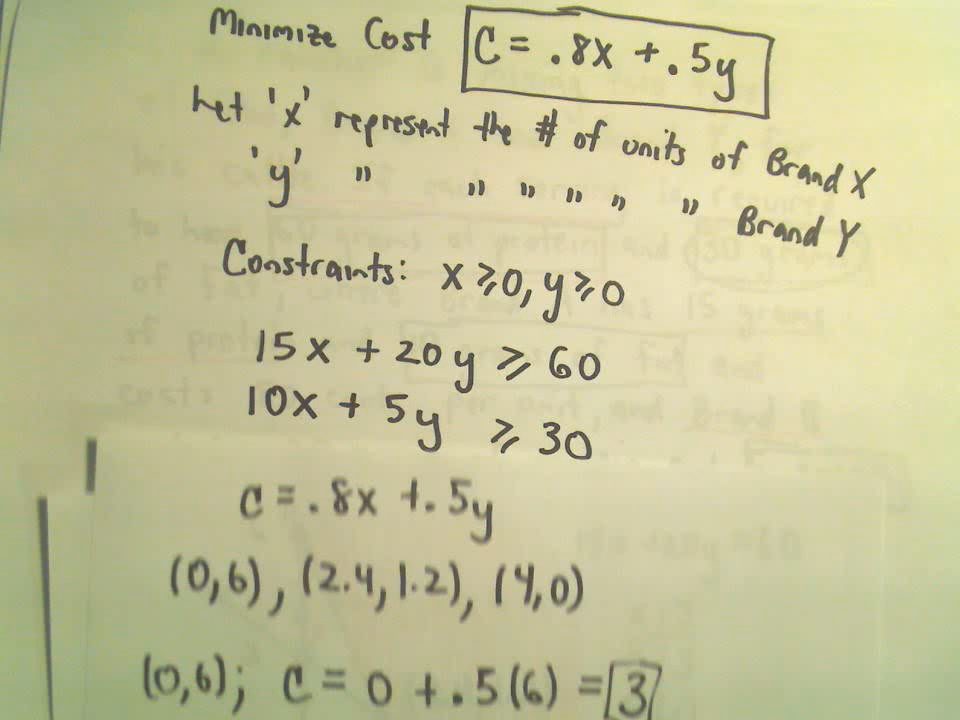 Minimize Cost C = .8x + .5y
Let 'x' represent the # of units of Brand X
'y' " " " " " " Brand Y
Constraints: x ≥ 0, y ≥ 0
15x + 20y ≥ 60
10x + 5y ≥ 30
C = .8x + .5y
(0,6), (2.4, 1.2), (4,0)
(0,6); C = 0 + .5(6) = 3